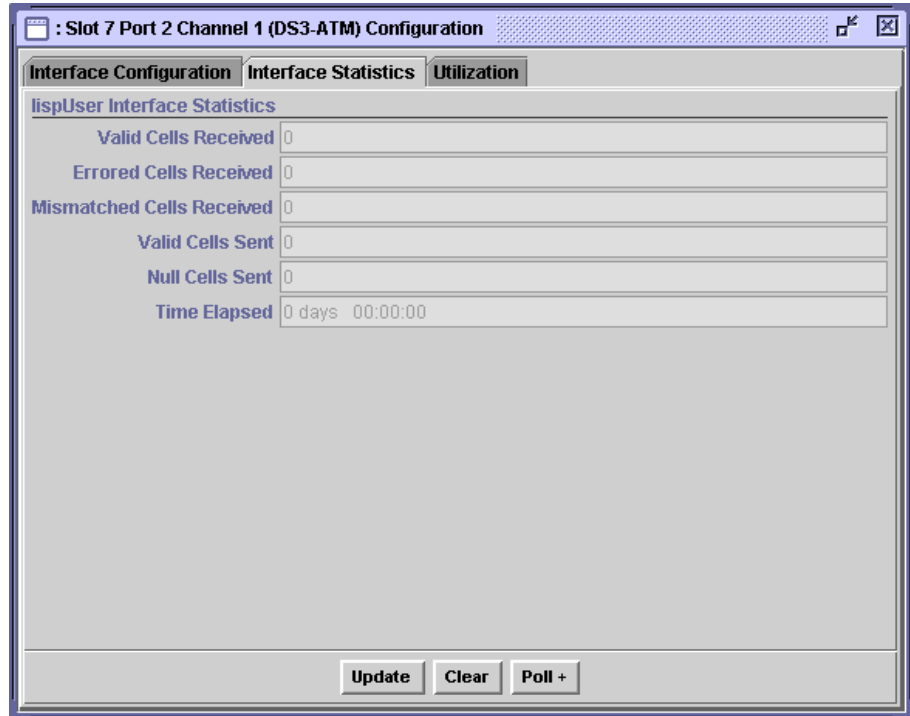 : Slot 7 Port 2 Channel 1 (DS3-ATM) Configuration
Interface Configuration Interface Statistics Utilization
IispUser Interface Statistics
Valid Cells Received 0
Errored Cells Received 0
Mismatched Cells Received 0
Valid Cells Sent 0
Null Cells Sent 0
Time Elapsed 0 days 00:00:00
Update Clear Poll +